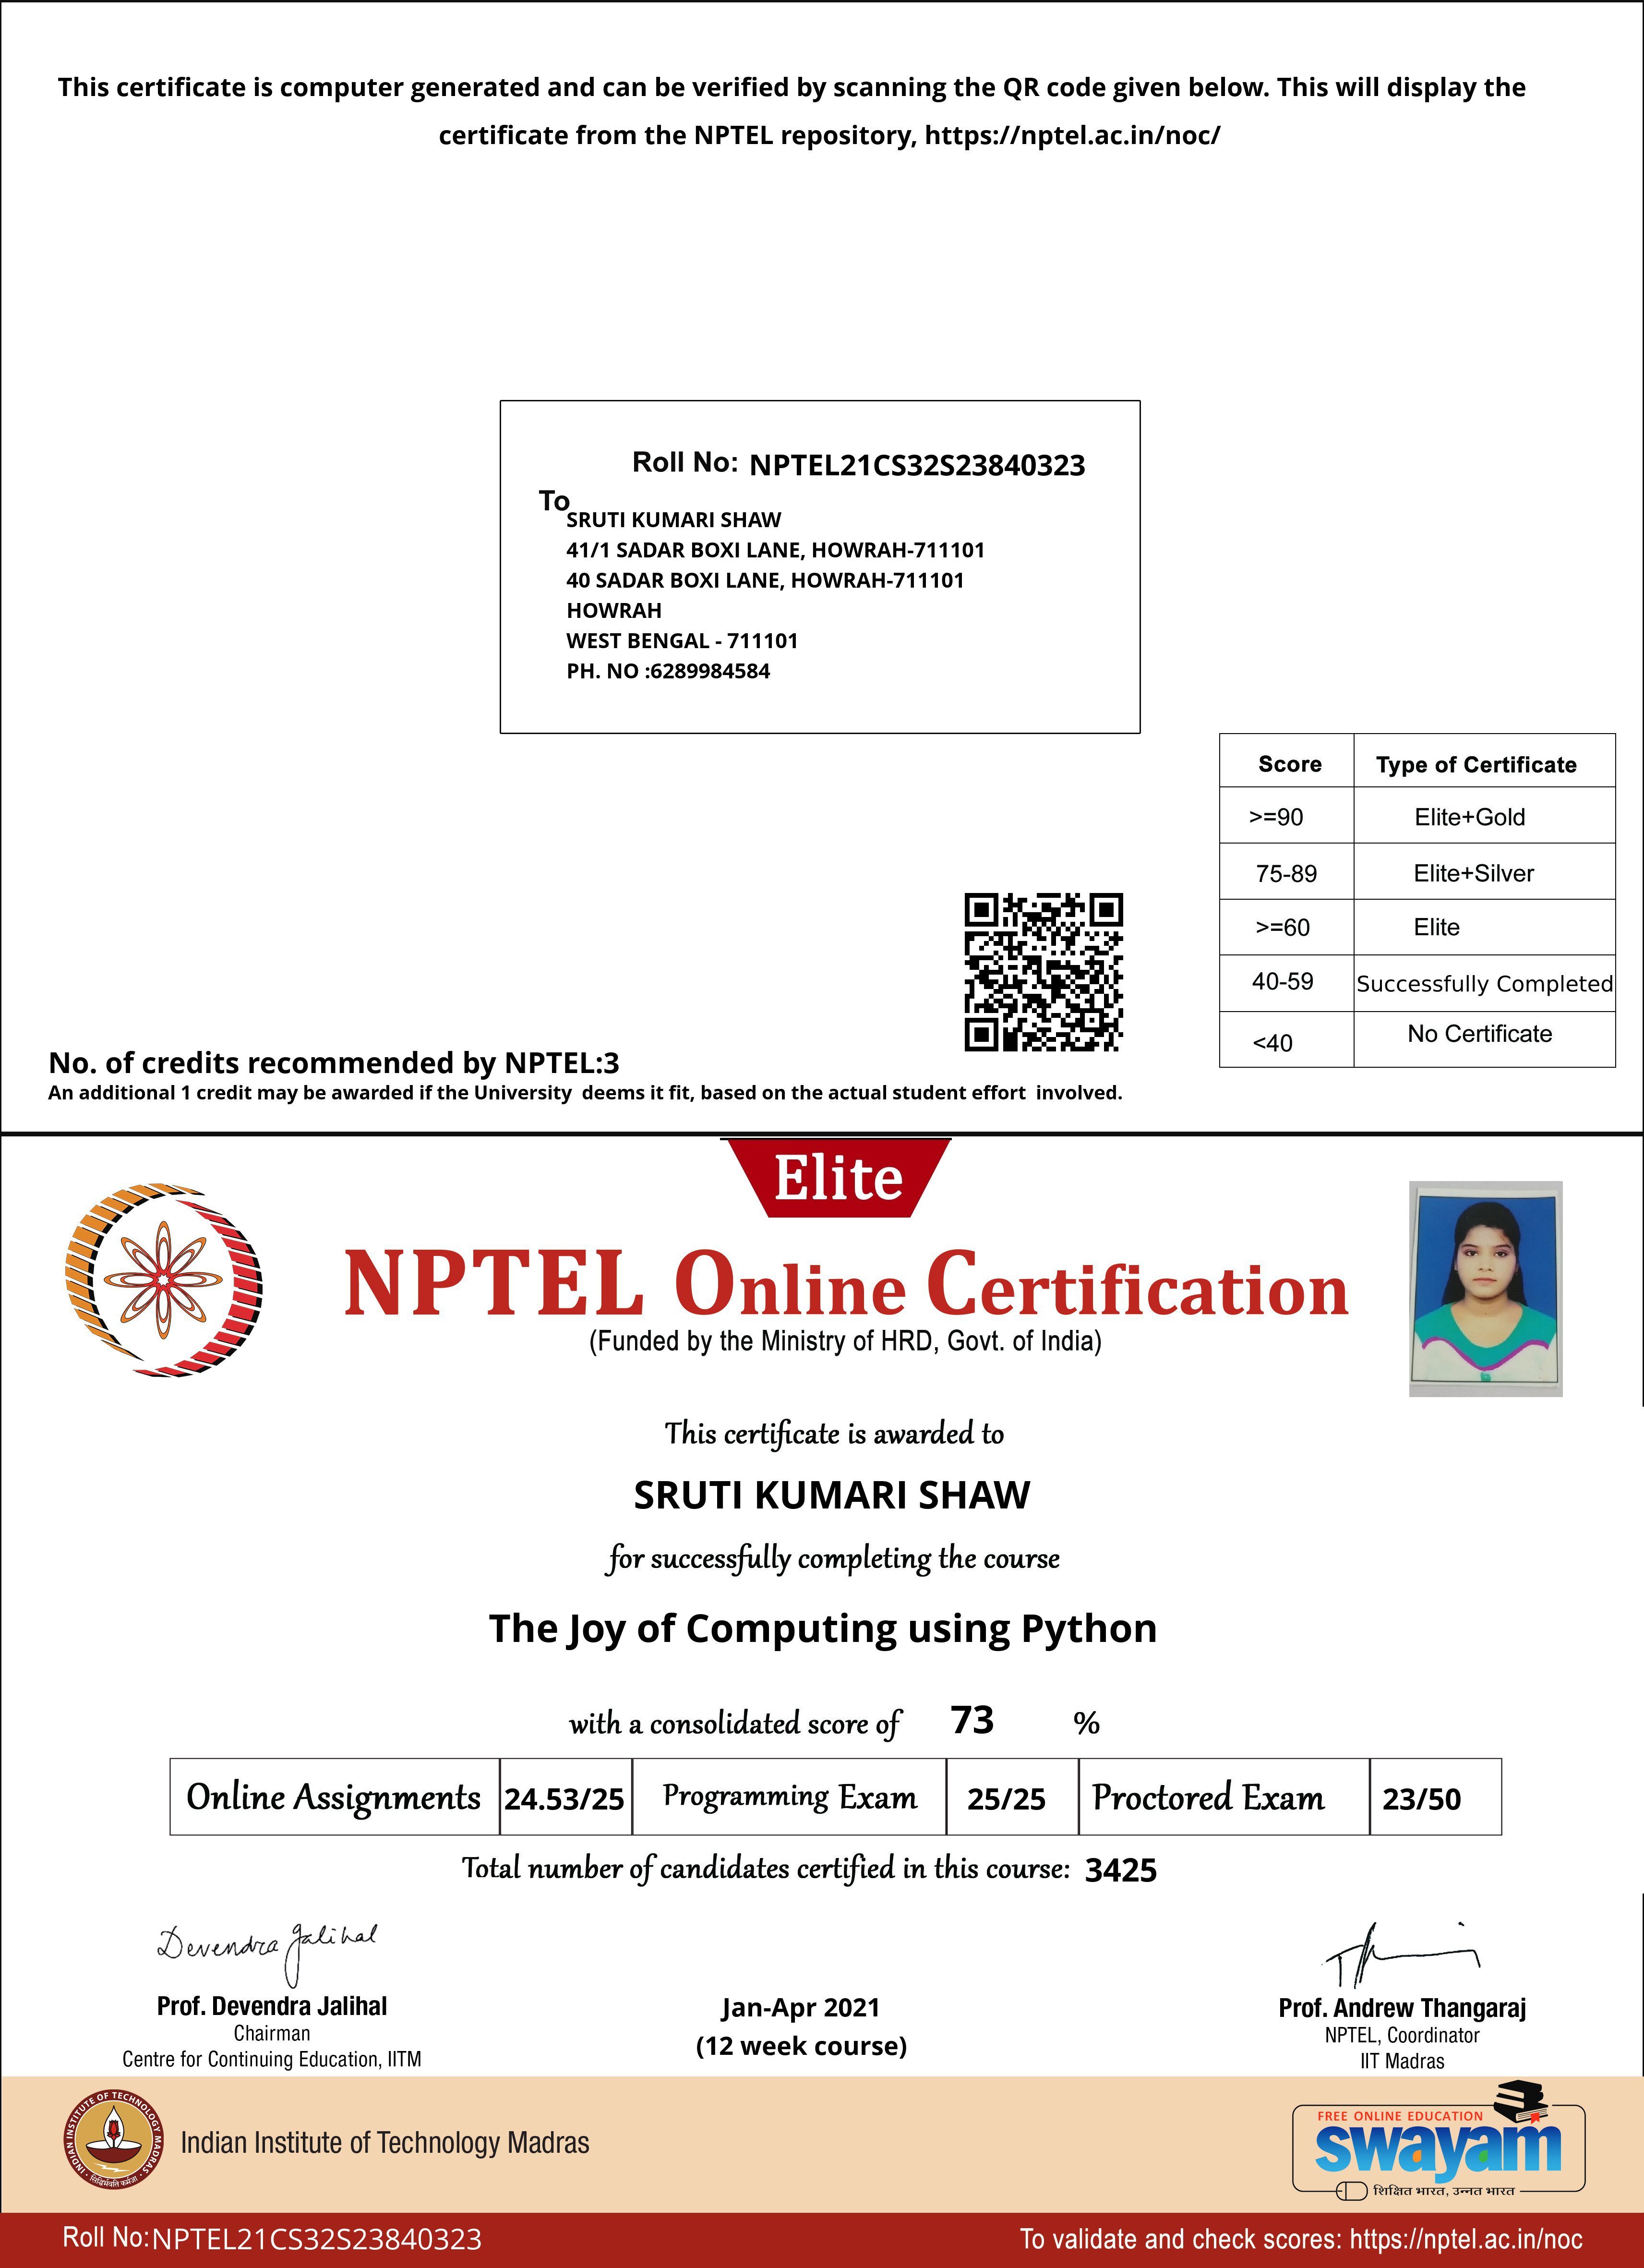 This certificate is computer generated and can be verified by scanning the QR code given below. This will display the
certificate from the NPTEL repository, https://nptel.ac.in/noc/
Roll No: NPTEL21CS32S23840323
To
SRUTI KUMARI SHAW
41/1 SADAR BOXI LANE, HOWRAH-711101
40 SADAR BOXI LANE, HOWRAH-711101
HOWRAH
WEST BENGAL - 711101
PH. NO :6289984584
Score Type of Certificate
>=90 Elite+Gold
75-89 Elite+Silver
>=60 Elite
40-59 Successfully Completed
<40 No Certificate
No. of credits recommended by NPTEL:3
An additional 1 credit may be awarded if the University deems it fit, based on the actual student effort involved.
Elite
NPTEL Online Certification
(Funded by the Ministry of HRD, Govt. of India)
This certificate is awarded to
SRUTI KUMARI SHAW
for successfully completing the course
The Joy of Computing using Python
with a consolidated score of 73 %
Online Assignments 24.53/25 Programming Exam 25/25 Proctored Exam 23/50
Total number of candidates certified in this course: 3425
Devendra Jalihal
Prof. Devendra Jalihal
Chairman
Centre for Continuing Education, IITM
Jan-Apr 2021
(12 week course)
Prof. Andrew Thangaraj
NPTEL, Coordinator
IIT Madras
INDIAN INSTITUTE OF TECHNOLOGY MADRAS
सिद्धिर्भवति कर्मजा
Indian Institute of Technology Madras
FREE ONLINE EDUCATION
swayam
शिक्षित भारत, उन्नत भारत
Roll No:NPTEL21CS32S23840323
To validate and check scores: https://nptel.ac.in/noc